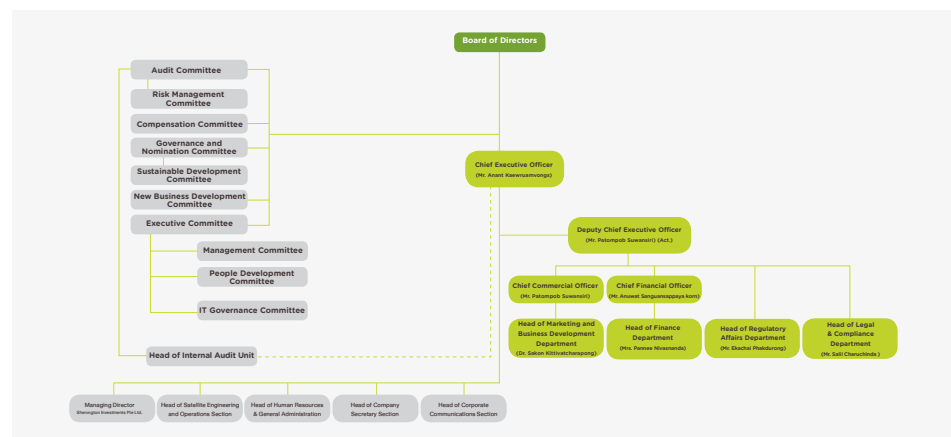 Board of Directors
Audit Committee
Risk Management
Committee
Compensation Committee
Governance and
Nomination Committee
Sustainable Development
Committee
New Business Development
Committee
Executive Committee
Management Committee
People Development
Committee
IT Governance Committee
Head of Internal Audit Unit
Chief Executive Officer
(Mr. Anant Kaewruamvongs)
Deputy Chief Executive Officer
(Mr. Patompob Suwansiri) (Act.)
Chief Commercial Officer
(Mr. Patompob Suwansiri)
Chief Financial Officer
(Mr. Anuwat Sanguansappayakorn)
Head of Marketing and
Business Development
Department
(Dr. Sakon Kittivatcharapong)
Head of Finance
Department
(Mrs. Pannee Nivasnanda)
Head of Regulatory
Affairs Department
(Mr. Ekachai Phakdurong)
Head of Legal
& Compliance
Department
(Mr. Salil Charuchinda )
Managing Director
Shenington Investments Pte Ltd.
Head of Satellite Engineering
and Operations Section
Head of Human Resources
& General Administration
Head of Company
Secretary Section
Head of Corporate
Communications Section